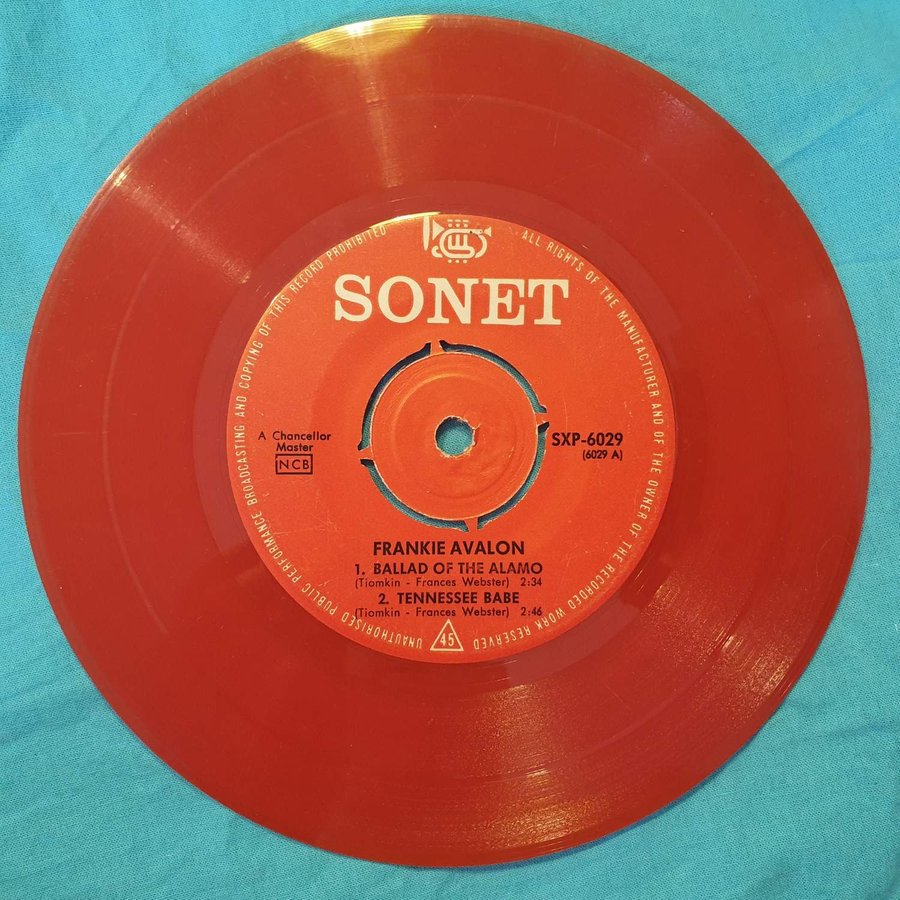 SONET
UNAUTHORISED PUBLIC PERFORMANCE BROADCASTING AND COPYING OF THIS RECORD PROHIBITED
ALL RIGHTS OF THE MANUFACTURER AND OF THE OWNER OF THE RECORDED WORK RESERVED
A Chancellor
Master
NCB
SXP-6029
(6029 A)
FRANKIE AVALON
1. BALLAD OF THE ALAMO
(Tiomkin - Frances Webster) 2:34
2. TENNESSEE BABE
(Tiomkin - Frances Webster) 2:46
45